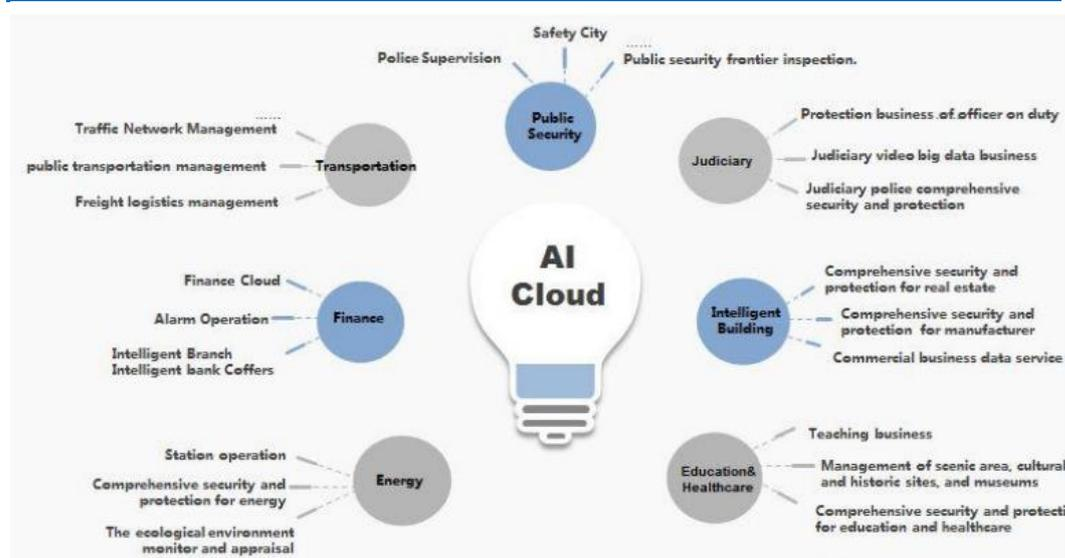 Safety City
Police Supervision
......
Public security frontier inspection.
Public
Security
Traffic Network Management
......
public transportation management
Freight logistics management
Transportation
Protection business of officer on duty
Judiciary video big data business
Judiciary police comprehensive
security and protection
Judiciary
AI
Cloud
Finance Cloud
Alarm Operation
Intelligent Branch
Intelligent bank Coffers
Finance
Comprehensive security and
protection for real estate
Comprehensive security and
protection for manufacturer
Commercial business data service
Intelligent
Building
Station operation
Comprehensive security and
protection for energy
The ecological environment
monitor and appraisal
Energy
Teaching business
Management of scenic area, cultural
and historic sites, and museums
Comprehensive security and protecti
for education and healthcare
Education&
Healthcare